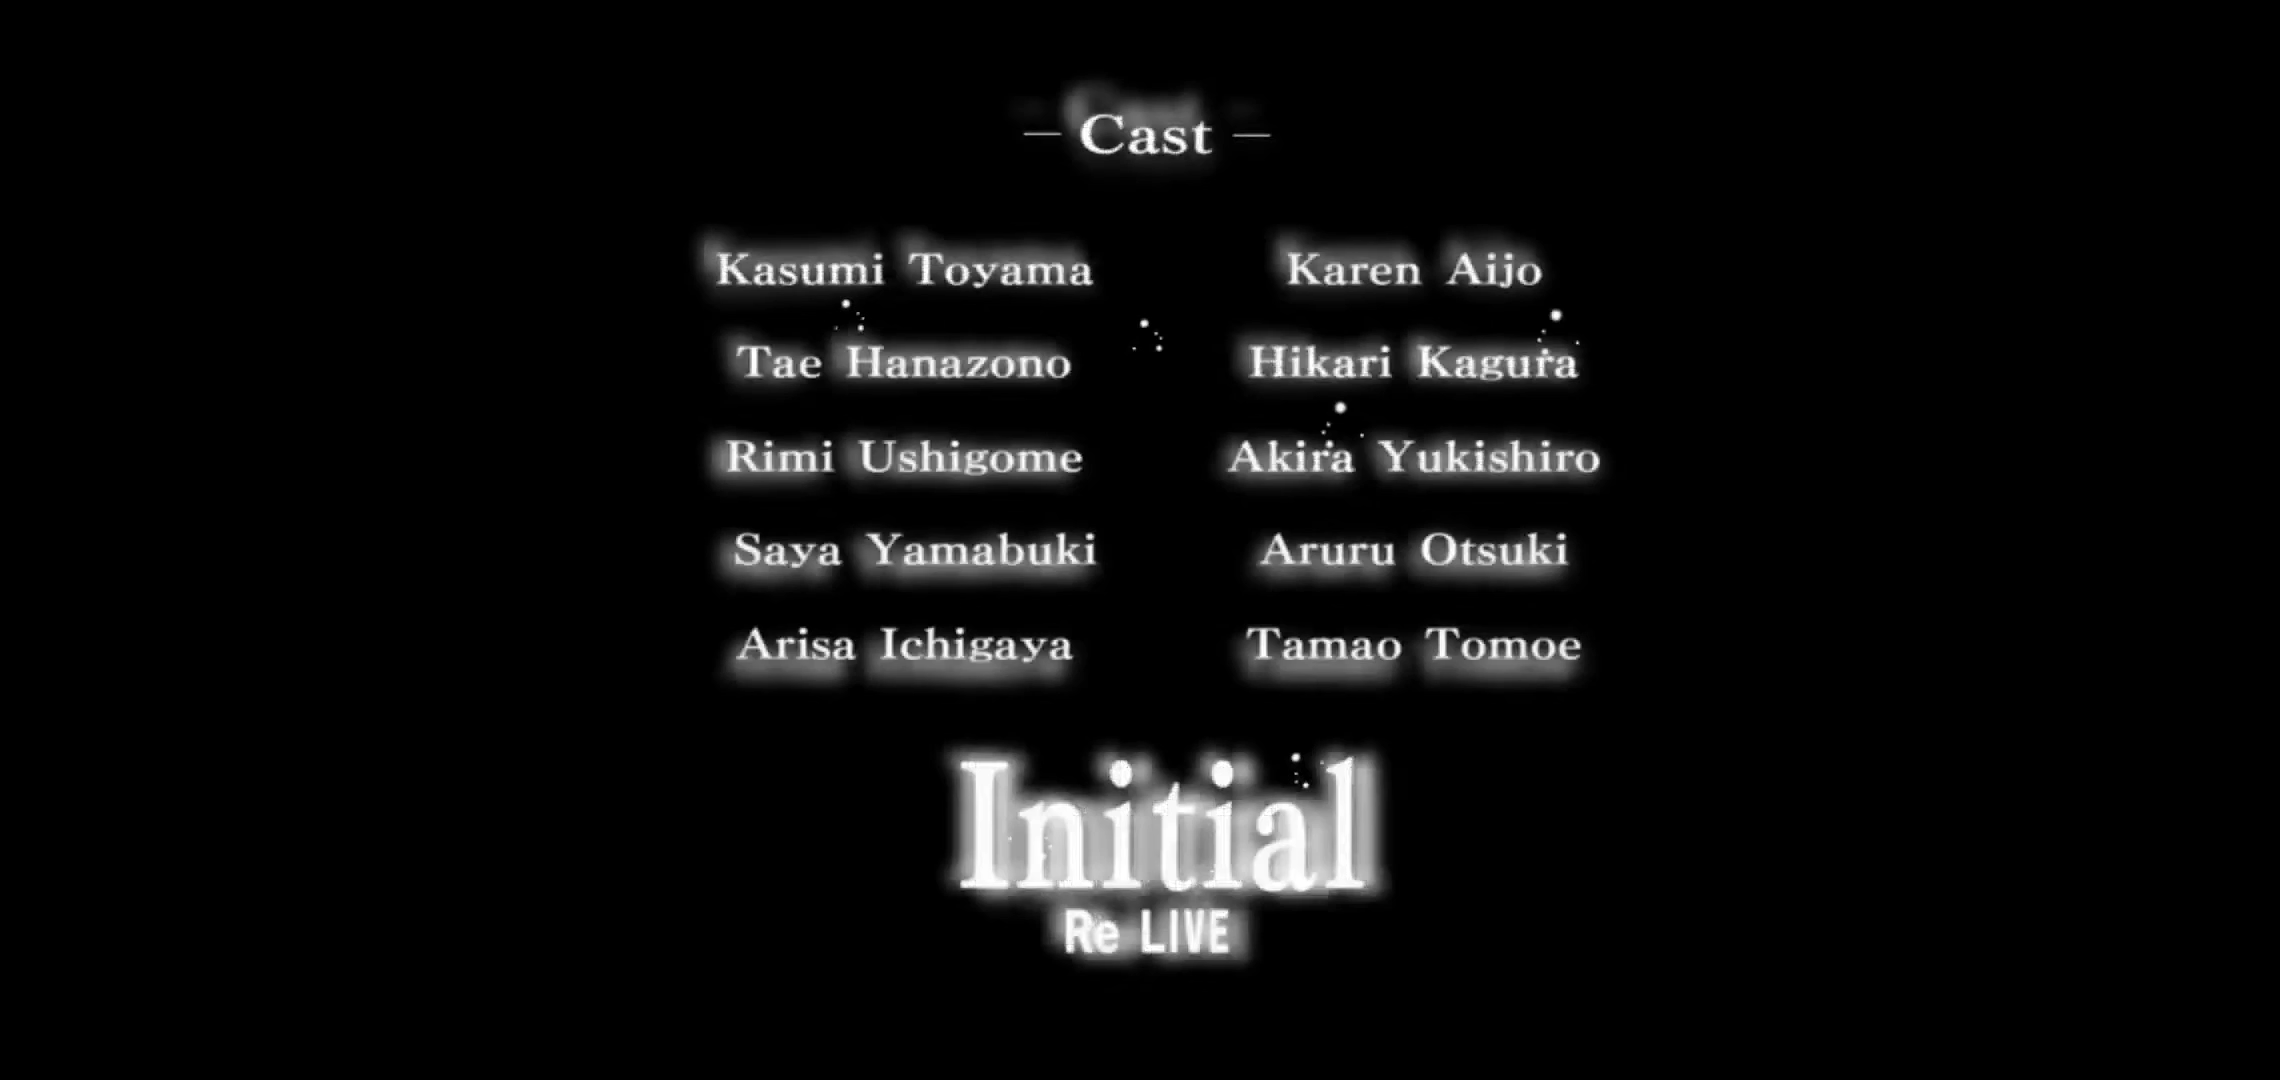 — Cast —
Kasumi Toyama
Karen Aijo
Tae Hanazono
Hikari Kagura
Rimi Ushigome
Akira Yukishiro
Saya Yamabuki
Aruru Otsuki
Arisa Ichigaya
Tamao Tomoe
Initial
Re LIVE